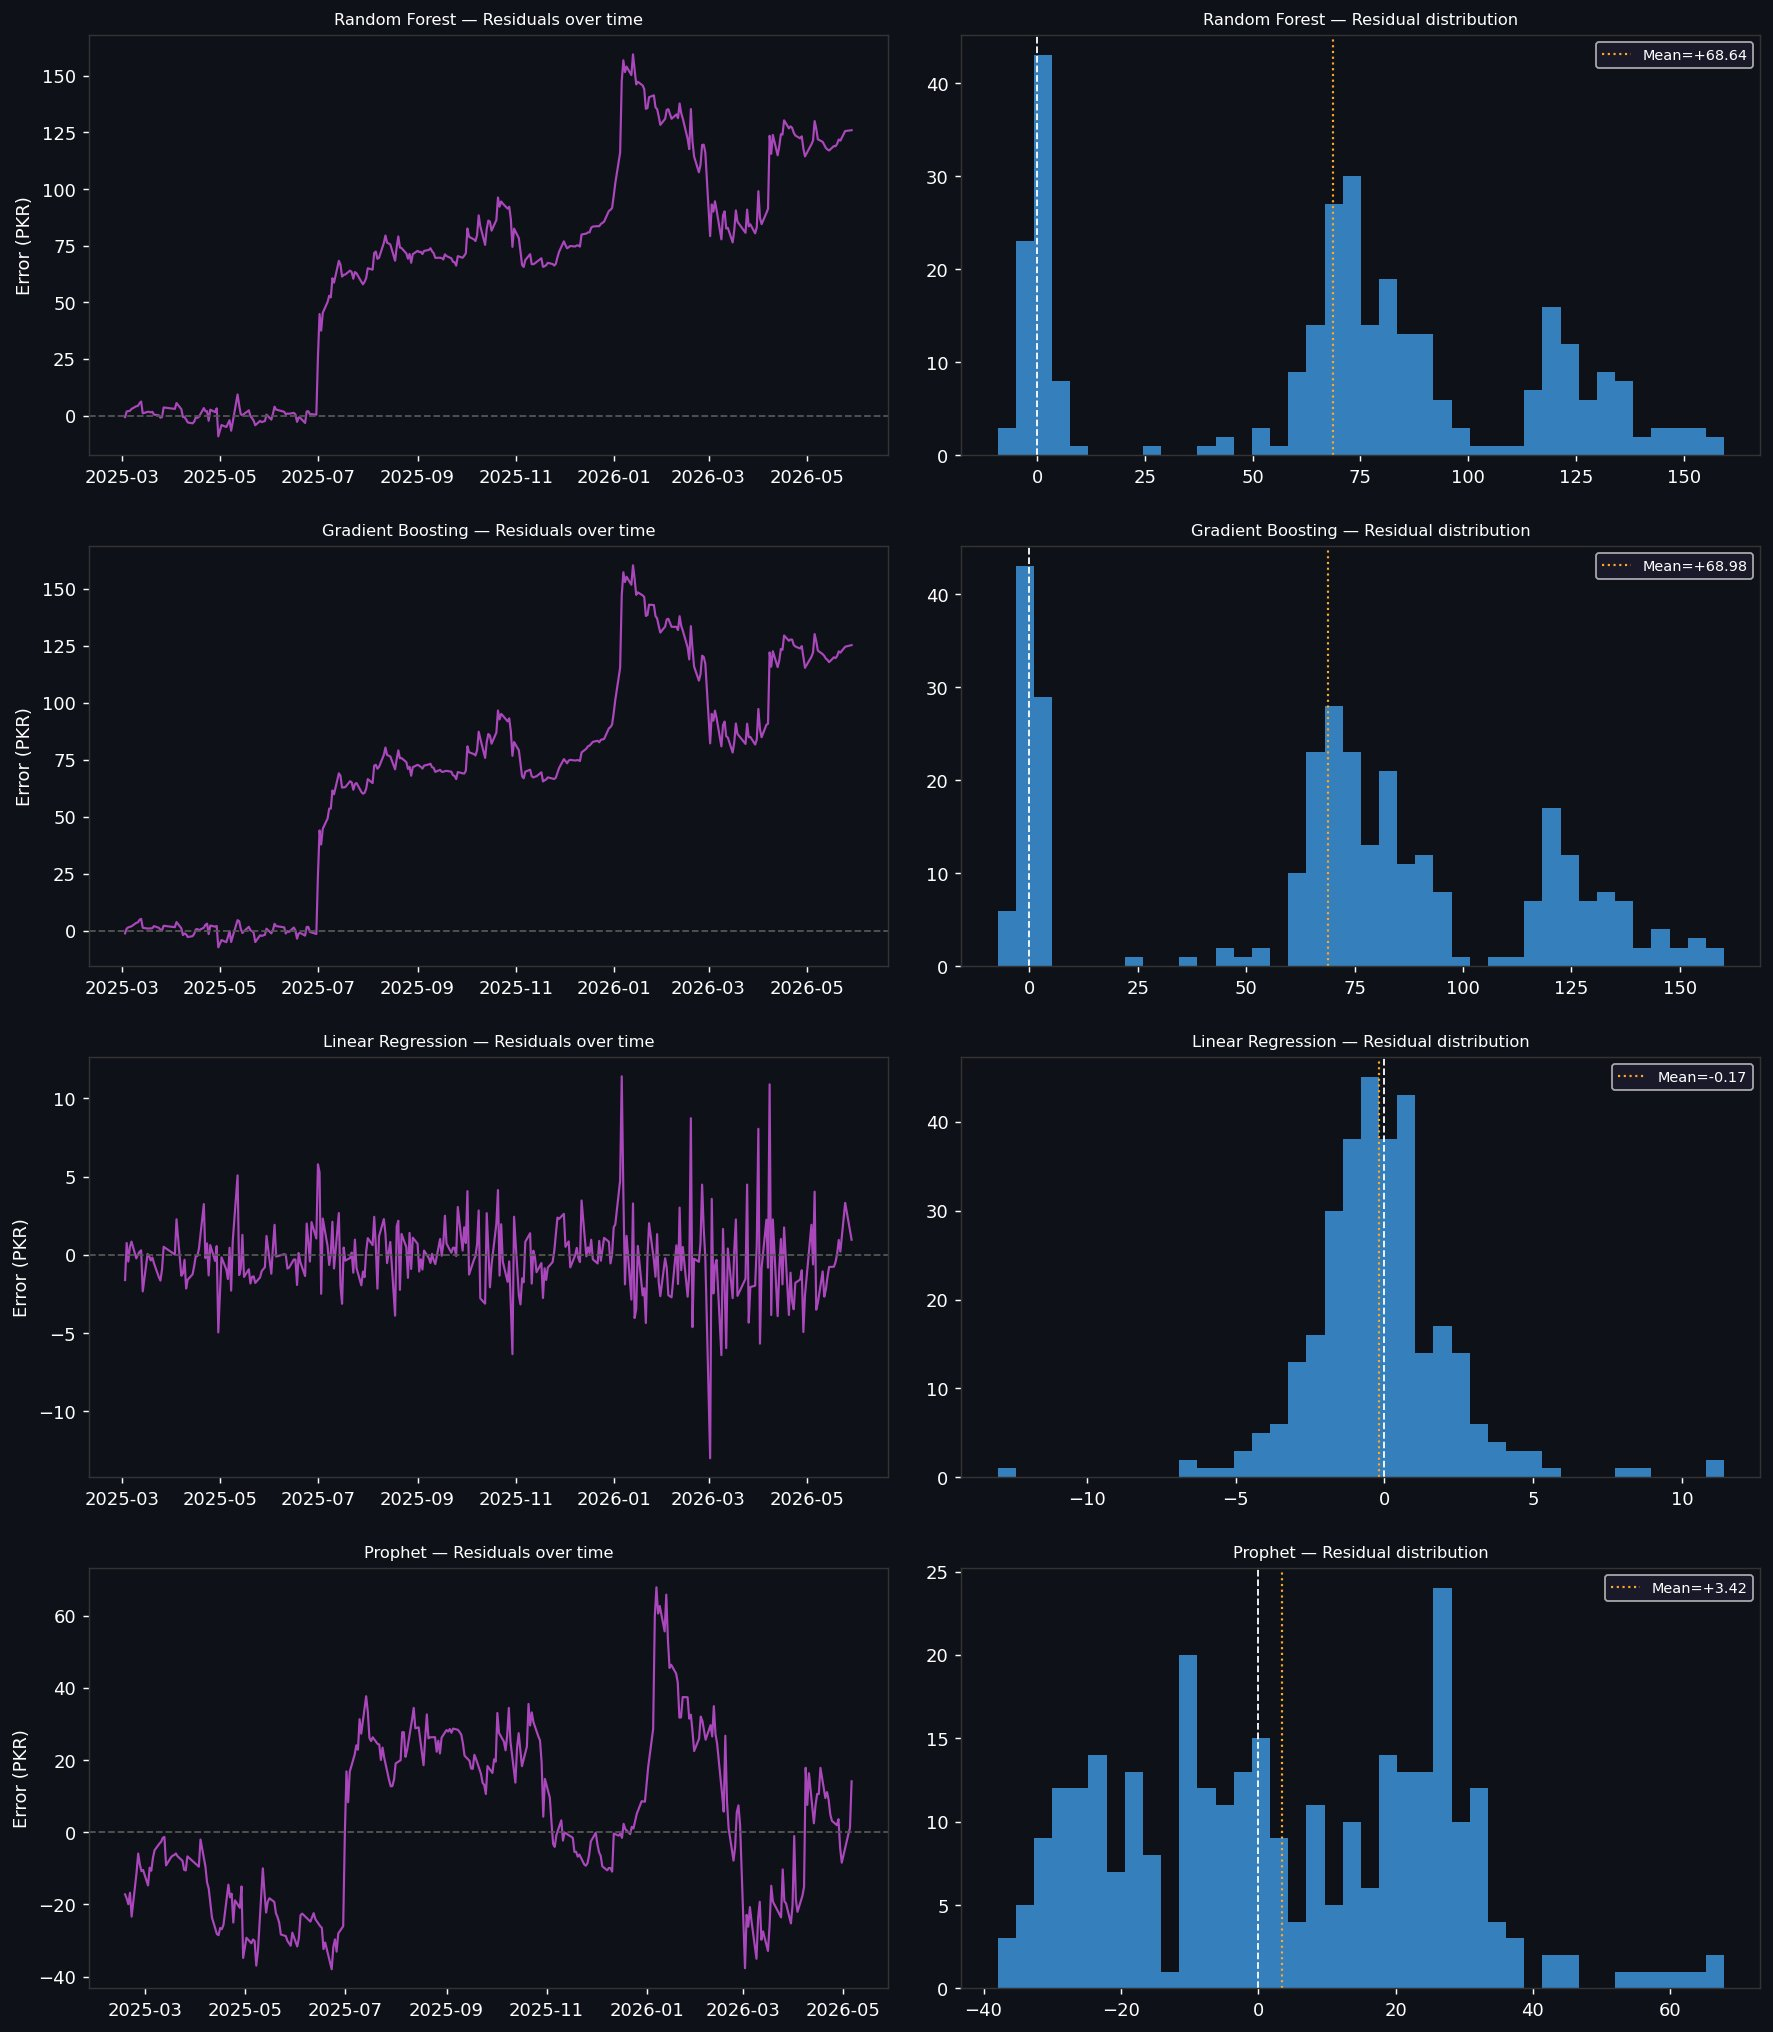 Random Forest — Residuals over time
Random Forest — Residual distribution
Error (PKR)
150
125
100
75
50
25
0
2025-03 2025-05 2025-07 2025-09 2025-11 2026-01 2026-03 2026-05
Mean=+68.64
40
30
20
10
0
0 25 50 75 100 125 150
Gradient Boosting — Residuals over time
Gradient Boosting — Residual distribution
Error (PKR)
150
125
100
75
50
25
0
2025-03 2025-05 2025-07 2025-09 2025-11 2026-01 2026-03 2026-05
Mean=+68.98
40
30
20
10
0
0 25 50 75 100 125 150
Linear Regression — Residuals over time
Linear Regression — Residual distribution
Error (PKR)
10
5
0
−5
−10
2025-03 2025-05 2025-07 2025-09 2025-11 2026-01 2026-03 2026-05
Mean=-0.17
40
30
20
10
0
−10 −5 0 5 10
Prophet — Residuals over time
Prophet — Residual distribution
Error (PKR)
60
40
20
0
−20
−40
2025-03 2025-05 2025-07 2025-09 2025-11 2026-01 2026-03 2026-05
Mean=+3.42
25
20
15
10
5
0
−40 −20 0 20 40 60